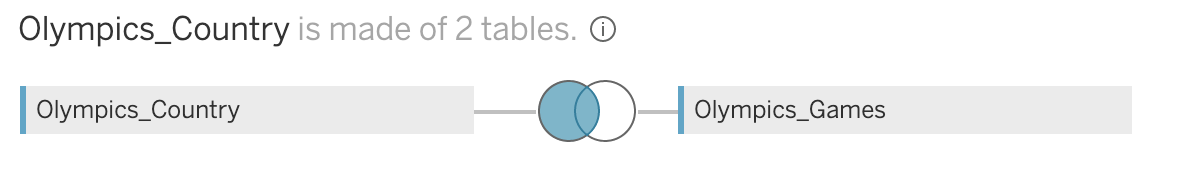 Olympics_Country is made of 2 tables. i
Olympics_Country
Olympics_Games